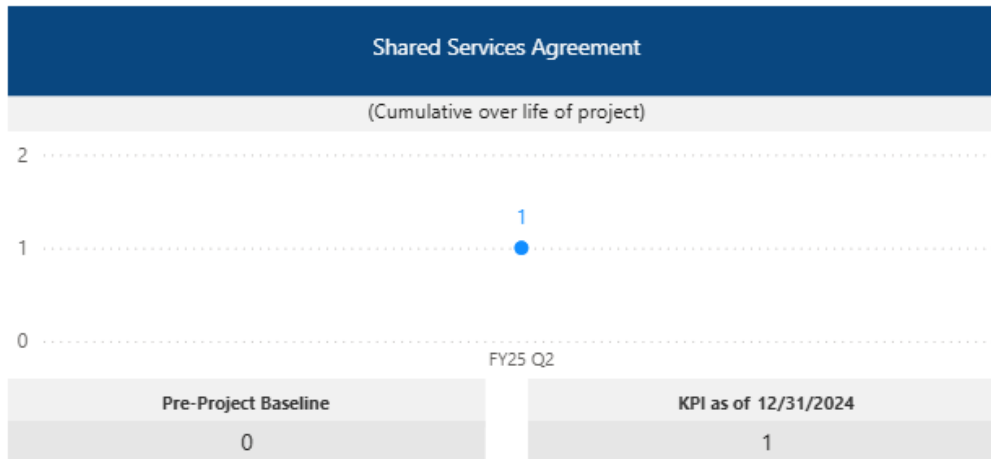 Shared Services Agreement
(Cumulative over life of project)
2
1
1
0
FY25 Q2
Pre-Project Baseline
KPI as of 12/31/2024
0
1